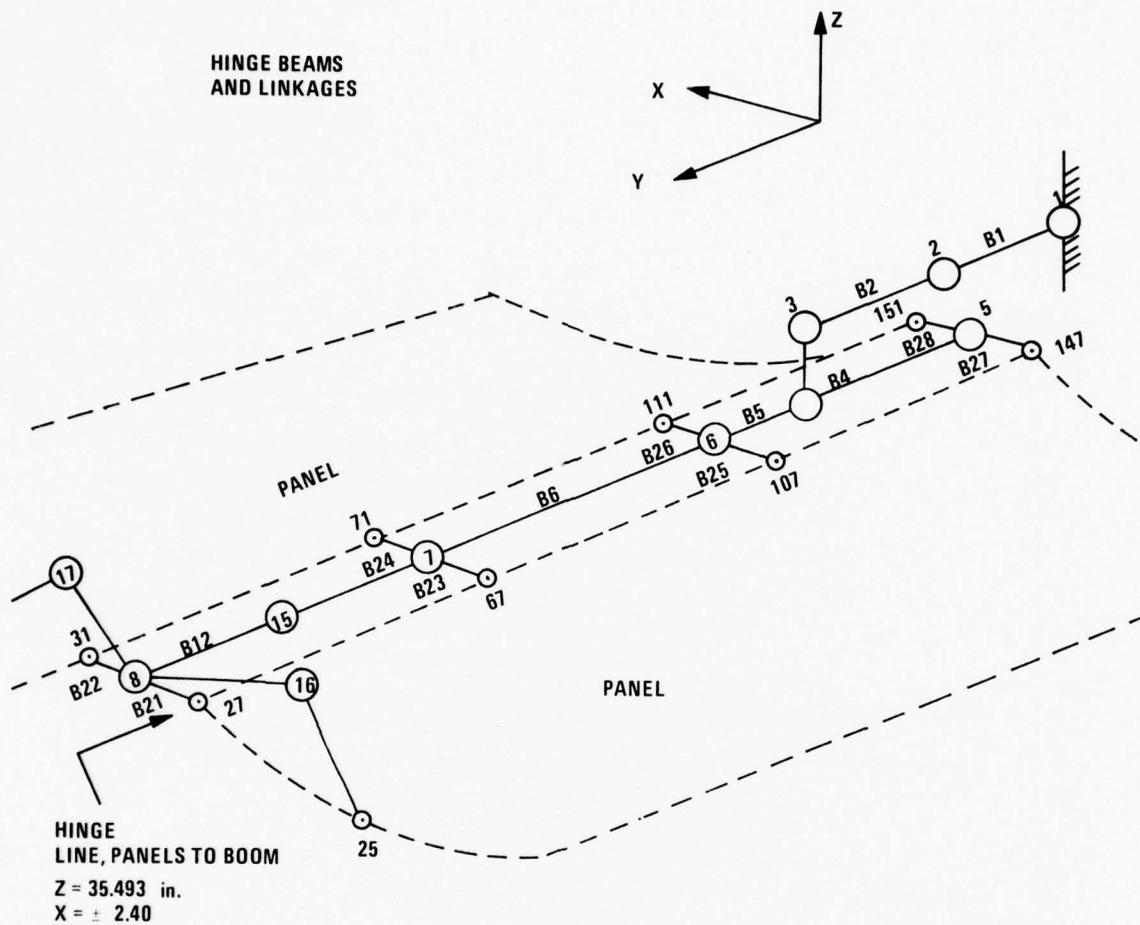 HINGE BEAMS
AND LINKAGES
Z
X
Y
1
B1
2
B2
3
151
5
B28
147
B27
B4
111
B5
6
B26
B25
107
B6
PANEL
71
7
B24
B23
67
17
15
31
B12
8
16
B22
B21
27
PANEL
25
HINGE
LINE, PANELS TO BOOM
Z = 35.493 in.
X = ± 2.40